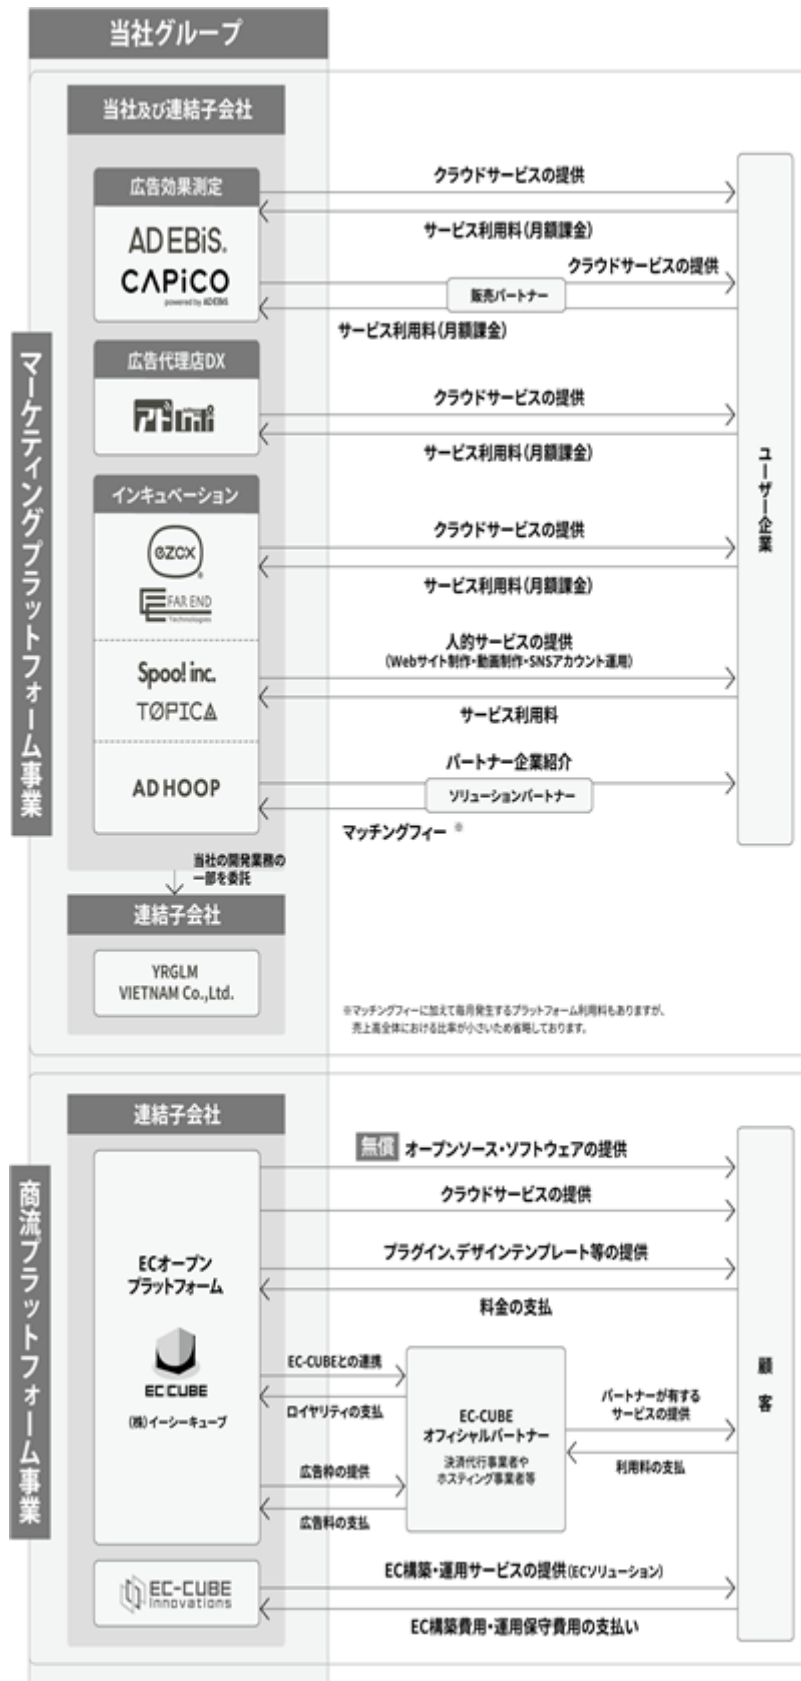 当社グループ
マーケティングプラットフォーム事業
当社及び連結子会社
広告効果測定
AD EBiS.
CAPiCO
powered by ADEBiS
クラウドサービスの提供
サービス利用料(月額課金)
クラウドサービスの提供
販売パートナー
サービス利用料(月額課金)
広告代理店DX
アドレポ
クラウドサービスの提供
サービス利用料(月額課金)
インキュベーション
ezcx
FAR END
Technologies
クラウドサービスの提供
サービス利用料(月額課金)
Spoo! inc.
TØPICA
人的サービスの提供
(Webサイト制作・動画制作・SNSアカウント運用)
サービス利用料
AD HOOP
パートナー企業紹介
ソリューションパートナー
マッチングフィー ※
ユーザー企業
当社の開発業務の
一部を委託
連結子会社
YRGLM
VIETNAM Co.,Ltd.
※マッチングフィーに加えて毎月発生するプラットフォーム利用料もありますが、
売上高全体における比率が小さいため省略しております。
商流プラットフォーム事業
連結子会社
ECオープン
プラットフォーム
EC CUBE
(株)イーシーキューブ
無償 オープンソース・ソフトウェアの提供
クラウドサービスの提供
プラグイン、デザインテンプレート等の提供
料金の支払
EC-CUBEとの連携
ロイヤリティの支払
広告枠の提供
広告料の支払
EC-CUBE
オフィシャルパートナー
決済代行事業者や
ホスティング事業者等
パートナーが有する
サービスの提供
利用料の支払
顧客
EC-CUBE
Innovations
EC構築・運用サービスの提供(ECソリューション)
EC構築費用・運用保守費用の支払い